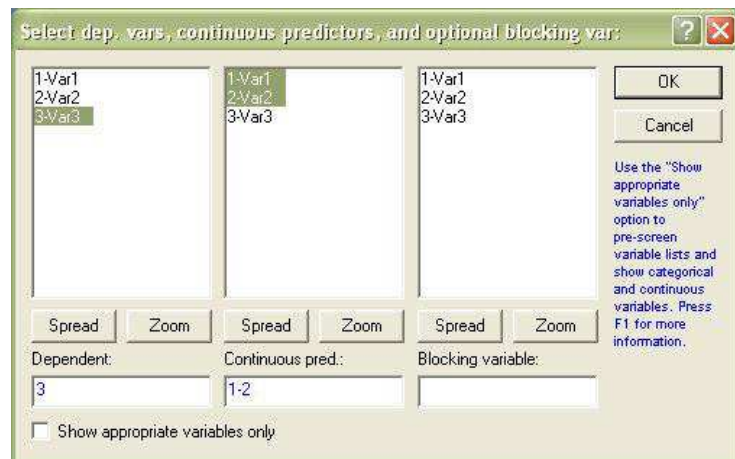 Select dep. vars, continuous predictors, and optional blocking var:
1-Var1
2-Var2
3-Var3
1-Var1
2-Var2
3-Var3
1-Var1
2-Var2
3-Var3
OK
Cancel
Use the "Show
appropriate
variables only"
option to
pre-screen
variable lists and
show categorical
and continuous
variables. Press
F1 for more
information.
Spread Zoom Spread Zoom Spread Zoom
Dependent: Continuous pred.: Blocking variable:
3 1-2
Show appropriate variables only